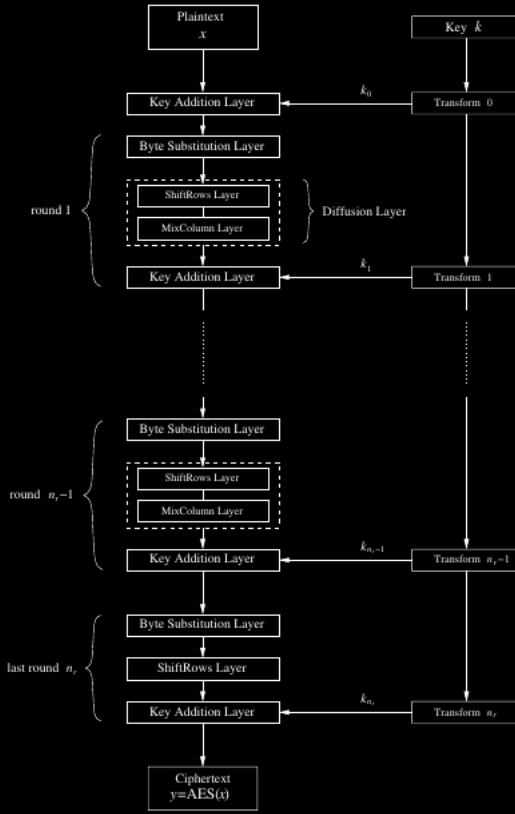 Plaintext
x
Key k
Key Addition Layer
k0
Transform 0
Byte Substitution Layer
ShiftRows Layer
round 1
Diffusion Layer
MixColumn Layer
Key Addition Layer
k1
Transform 1
Byte Substitution Layer
ShiftRows Layer
round nr−1
MixColumn Layer
Key Addition Layer
knr−1
Transform nr−1
Byte Substitution Layer
last round nr
ShiftRows Layer
Key Addition Layer
knr
Transform nr
Ciphertext
y=AES(x)